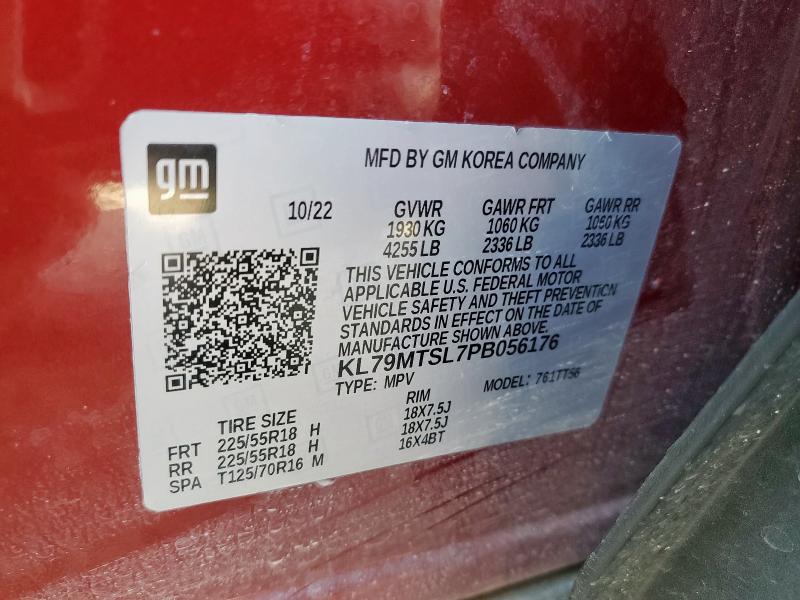 gm
MFD BY GM KOREA COMPANY
10/22 GVWR GAWR FRT GAWR RR
1930 KG 1060 KG 1060 KG
4255 LB 2336 LB 2336 LB
THIS VEHICLE CONFORMS TO ALL
APPLICABLE U.S. FEDERAL MOTOR
VEHICLE SAFETY AND THEFT PREVENTION
STANDARDS IN EFFECT ON THE DATE OF
MANUFACTURE SHOWN ABOVE.
KL79MTSL7PB056176
TYPE: MPV MODEL: 761TT56
TIRE SIZE RIM
FRT 225/55R18 H 18X7.5J
RR 225/55R18 H 18X7.5J
SPA T125/70R16 M 16X4BT